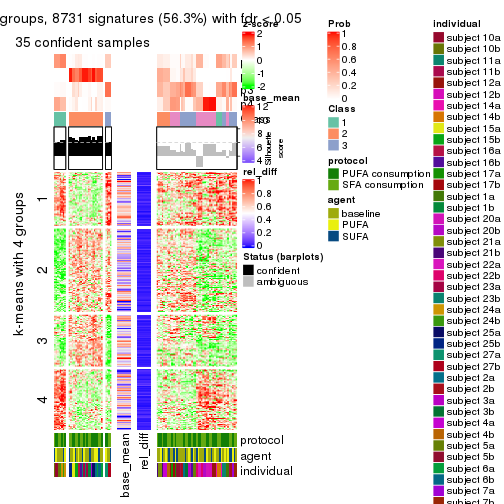 groups, 8731 signatures (56.3%) with fdr < 0.05
35 confident samples
k-means with 4 groups
1
2
3
4
base_mean
rel_diff
protocol
agent
individual
z-score
2
1
0
-1
-2
base_mean
12
10
8
6
4
Silhouette
score
rel_diff
1
0.8
0.6
0.4
0.2
0
Status (barplots)
confident
ambiguous
Prob
1
0.8
0.6
0.4
0.2
0
Class
1
2
3
protocol
PUFA consumption
SFA consumption
agent
baseline
PUFA
SUFA
individual
subject 10a
subject 10b
subject 11a
subject 11b
subject 12a
subject 12b
subject 14a
subject 14b
subject 15a
subject 15b
subject 16a
subject 16b
subject 17a
subject 17b
subject 1a
subject 1b
subject 20a
subject 20b
subject 21a
subject 21b
subject 22a
subject 22b
subject 23a
subject 23b
subject 24a
subject 24b
subject 25a
subject 25b
subject 27a
subject 27b
subject 2a
subject 2b
subject 3a
subject 3b
subject 4a
subject 4b
subject 5a
subject 5b
subject 6a
subject 6b
subject 7a
subject 7b